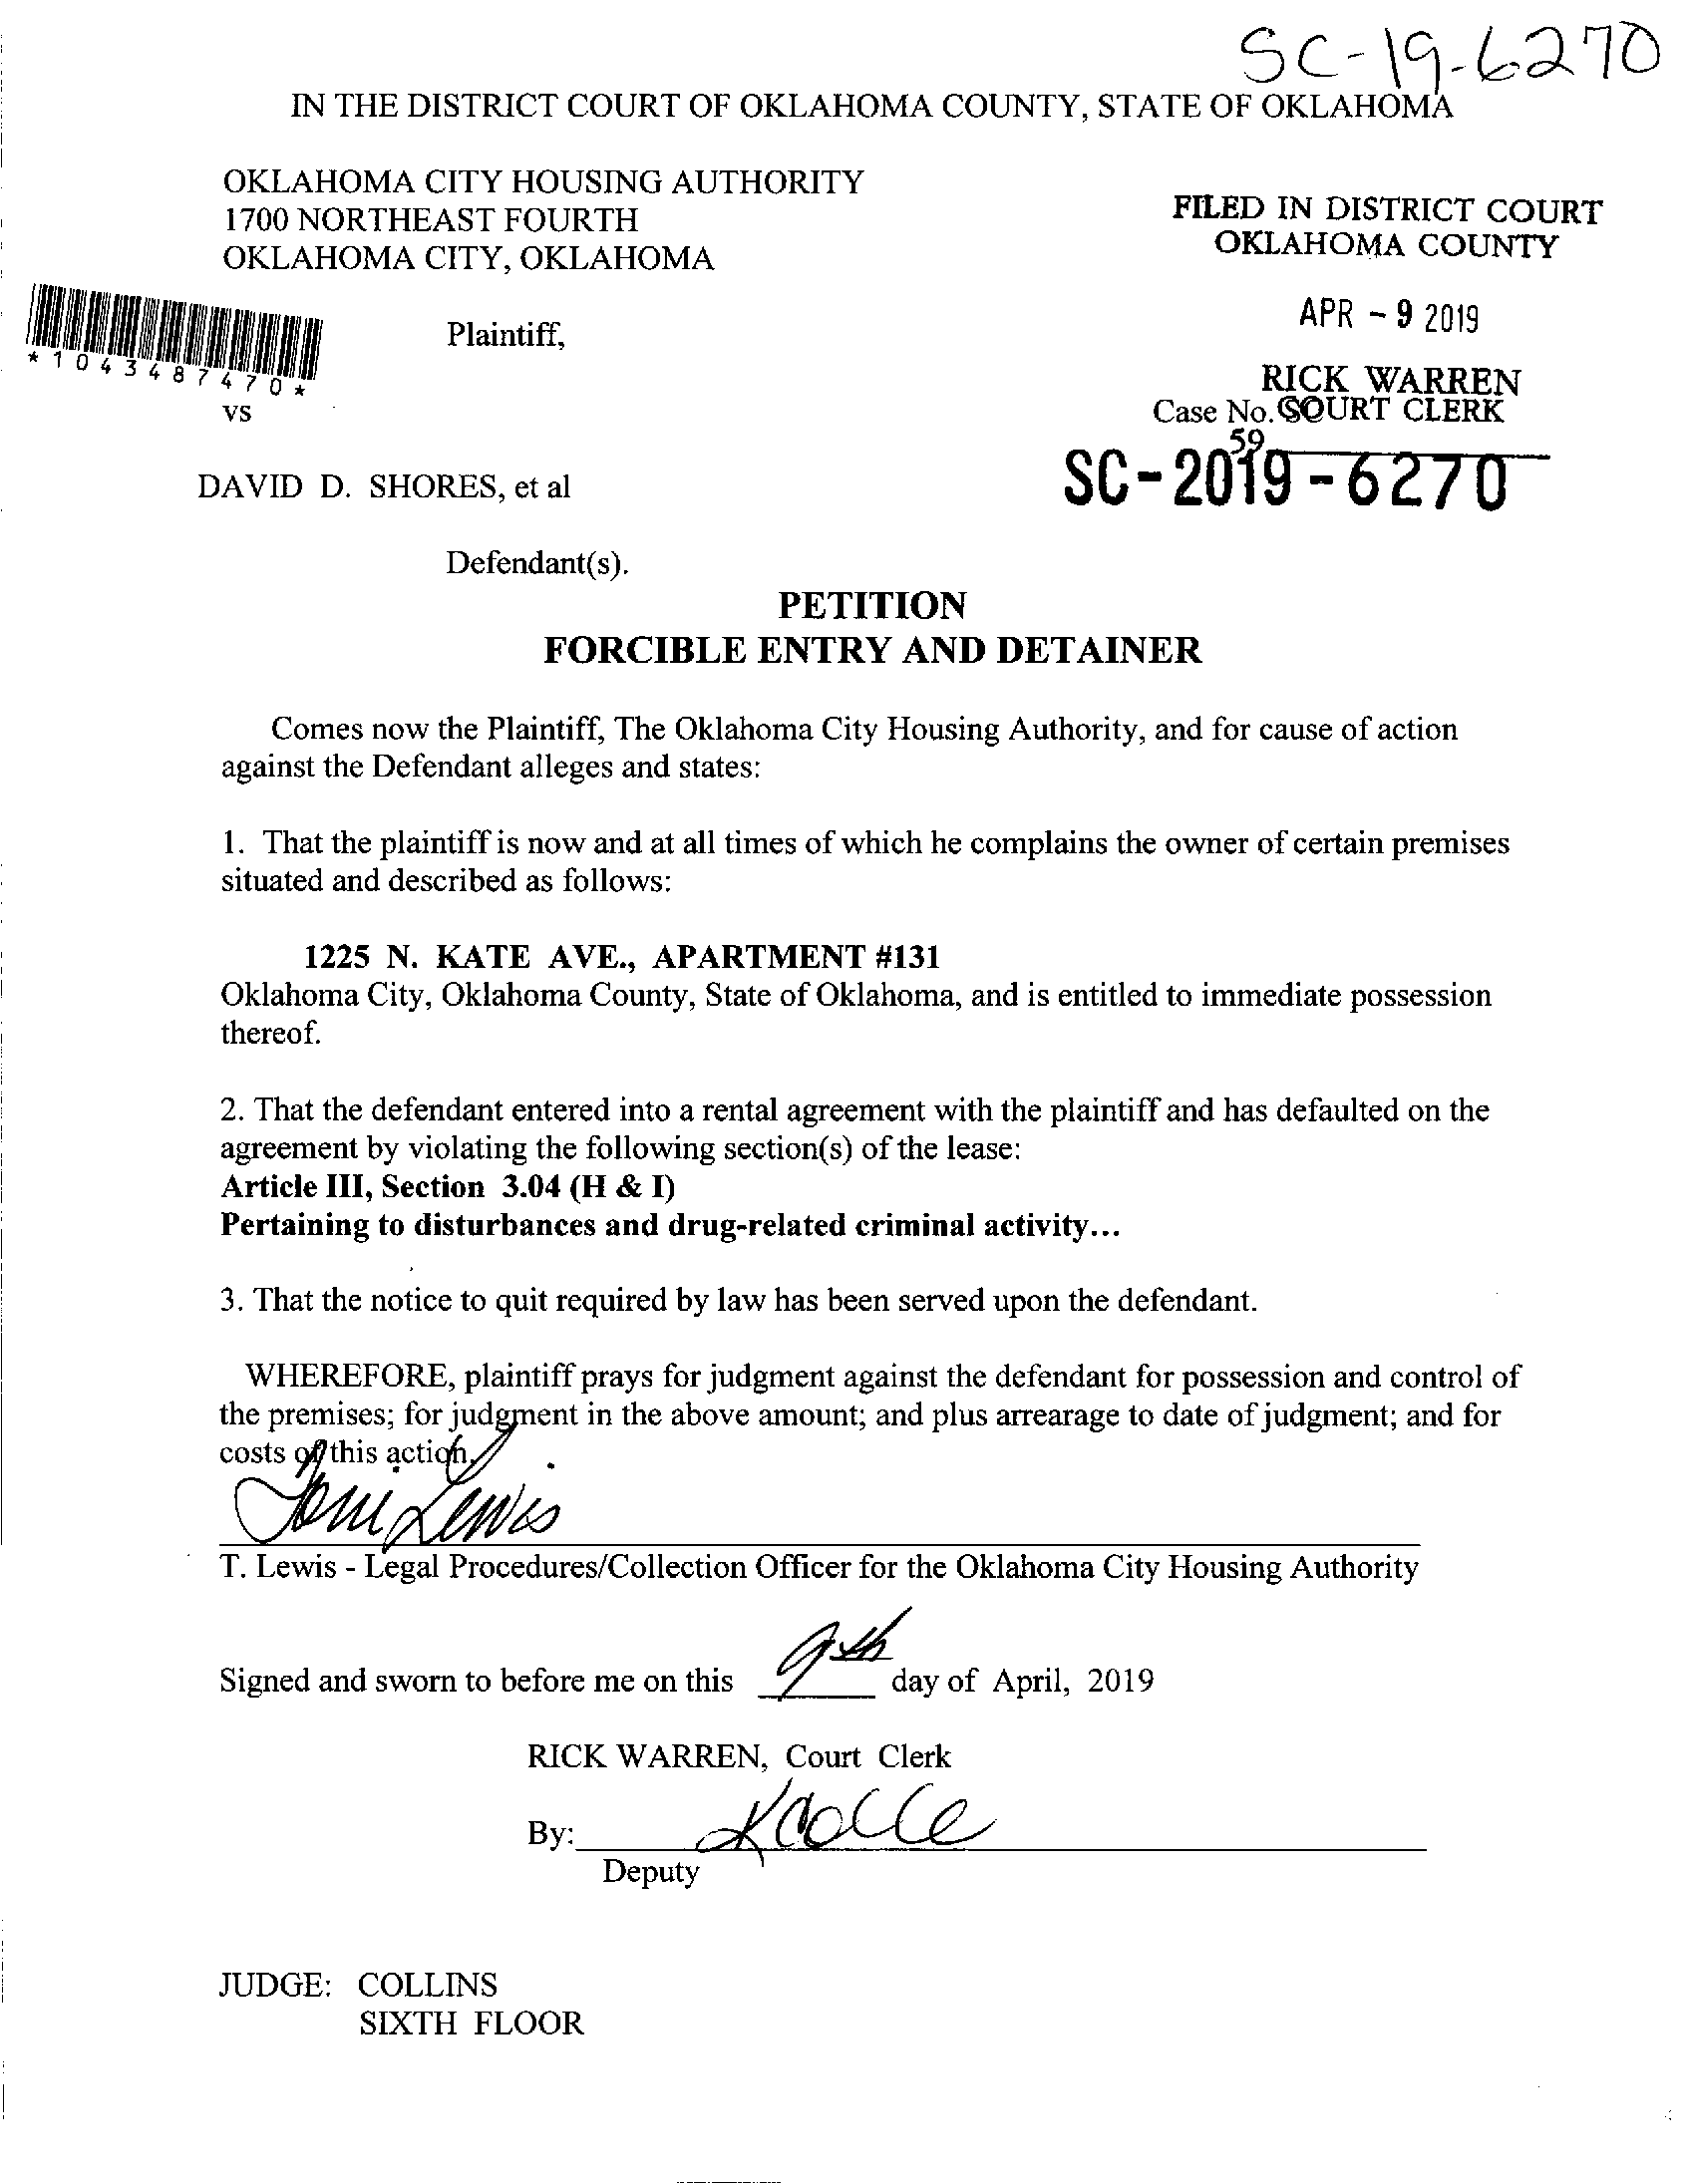 SC-19-6270
IN THE DISTRICT COURT OF OKLAHOMA COUNTY, STATE OF OKLAHOMA
OKLAHOMA CITY HOUSING AUTHORITY
1700 NORTHEAST FOURTH
OKLAHOMA CITY, OKLAHOMA
FILED IN DISTRICT COURT
OKLAHOMA COUNTY
APR - 9 2019
*1043487470*
Plaintiff,
RICK WARREN
COURT CLERK
vs
Case No.
59
SC-2019-6270
DAVID D. SHORES, et al
Defendant(s).
PETITION
FORCIBLE ENTRY AND DETAINER
Comes now the Plaintiff, The Oklahoma City Housing Authority, and for cause of action
against the Defendant alleges and states:
1. That the plaintiff is now and at all times of which he complains the owner of certain premises
situated and described as follows:
1225 N. KATE AVE., APARTMENT #131
Oklahoma City, Oklahoma County, State of Oklahoma, and is entitled to immediate possession
thereof.
2. That the defendant entered into a rental agreement with the plaintiff and has defaulted on the
agreement by violating the following section(s) of the lease:
Article III, Section 3.04 (H & I)
Pertaining to disturbances and drug-related criminal activity...
3. That the notice to quit required by law has been served upon the defendant.
WHEREFORE, plaintiff prays for judgment against the defendant for possession and control of
the premises; for judgment in the above amount; and plus arrearage to date of judgment; and for
costs of this action.
Toni Lewis
T. Lewis - Legal Procedures/Collection Officer for the Oklahoma City Housing Authority
Signed and sworn to before me on this 9th day of April, 2019
RICK WARREN, Court Clerk
By:
Deputy
JUDGE: COLLINS
SIXTH FLOOR